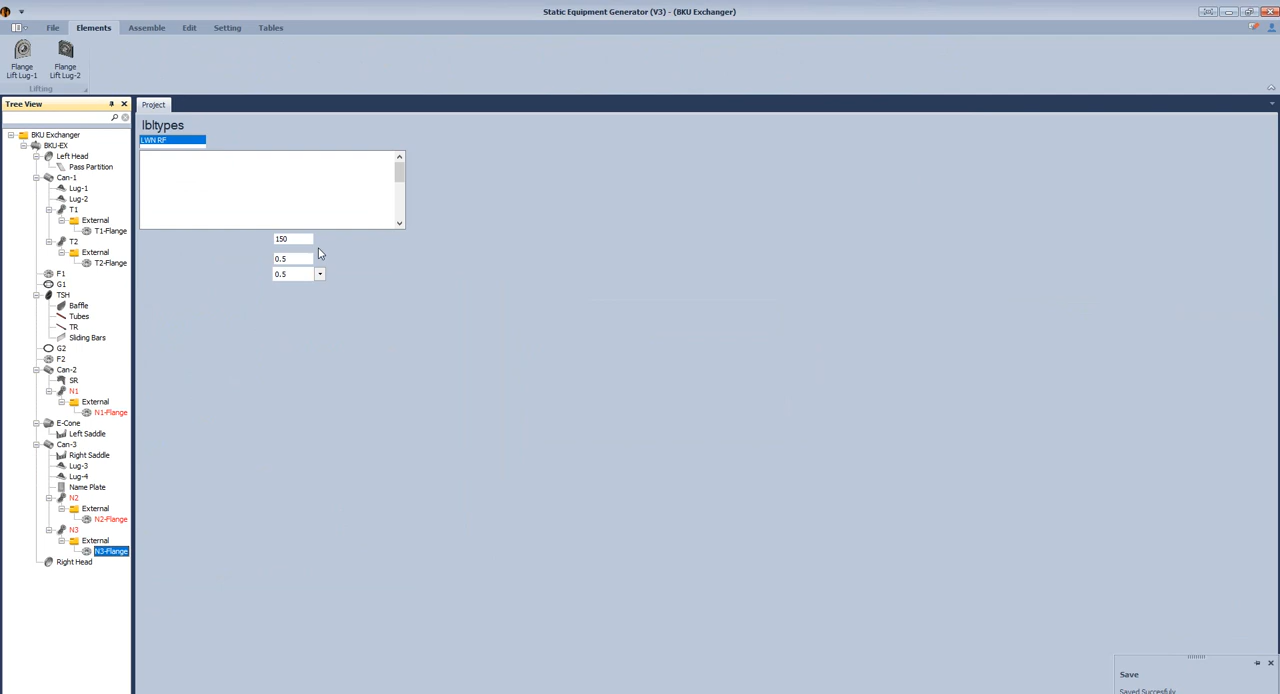 Static Equipment Generator (V3) - (BKU Exchanger)
File Elements Assemble Edit Setting Tables
Flange Lift Lug-1
Flange Lift Lug-2
Lifting
Tree View
Project
BKU Exchanger
BKU-EX
Left Head
Pass Partition
Can-1
Lug-1
Lug-2
T1
External
T1-Flange
T2
External
T2-Flange
F1
G1
TSH
Baffle
Tubes
TR
Sliding Bars
G2
F2
Can-2
SR
N1
External
N1-Flange
E-Cone
Left Saddle
Can-3
Right Saddle
Lug-3
Lug-4
Name Plate
N2
External
N2-Flange
N3
External
N3-Flange
Right Head
lbltypes
LWN RF
150
0.5
0.5
Save
Saved Succesfuly